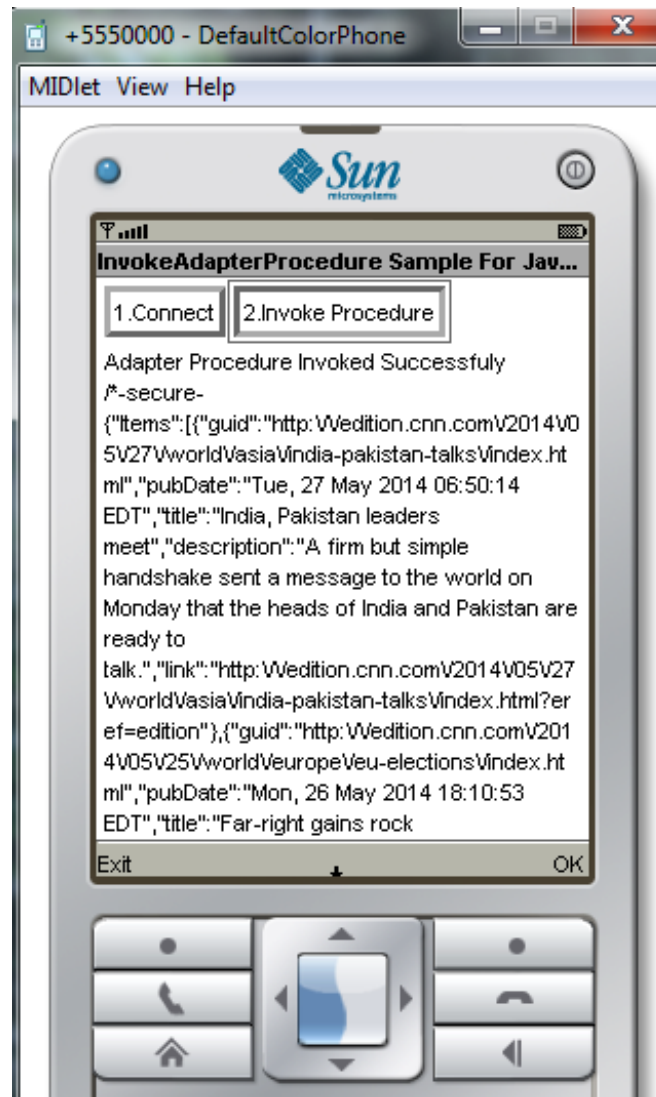 +5550000 - DefaultColorPhone
MIDlet View Help
Sun
microsystems
InvokeAdapterProcedure Sample For Jav...
1.Connect 2.Invoke Procedure
Adapter Procedure Invoked Successfuly
/*-secure-
{"Items":[{"guid":"http:\/\/edition.cnn.com\/2014\/0
5\/27\/world\/asia\/india-pakistan-talks\/index.ht
ml","pubDate":"Tue, 27 May 2014 06:50:14
EDT","title":"India, Pakistan leaders
meet","description":"A firm but simple
handshake sent a message to the world on
Monday that the heads of India and Pakistan are
ready to
talk.","link":"http:\/\/edition.cnn.com\/2014\/05\/27
\/world\/asia\/india-pakistan-talks\/index.html?er
ef=edition"},{"guid":"http:\/\/edition.cnn.com\/201
4\/05\/25\/world\/europe\/eu-elections\/index.ht
ml","pubDate":"Mon, 26 May 2014 18:10:53
EDT","title":"Far-right gains rock
Exit OK